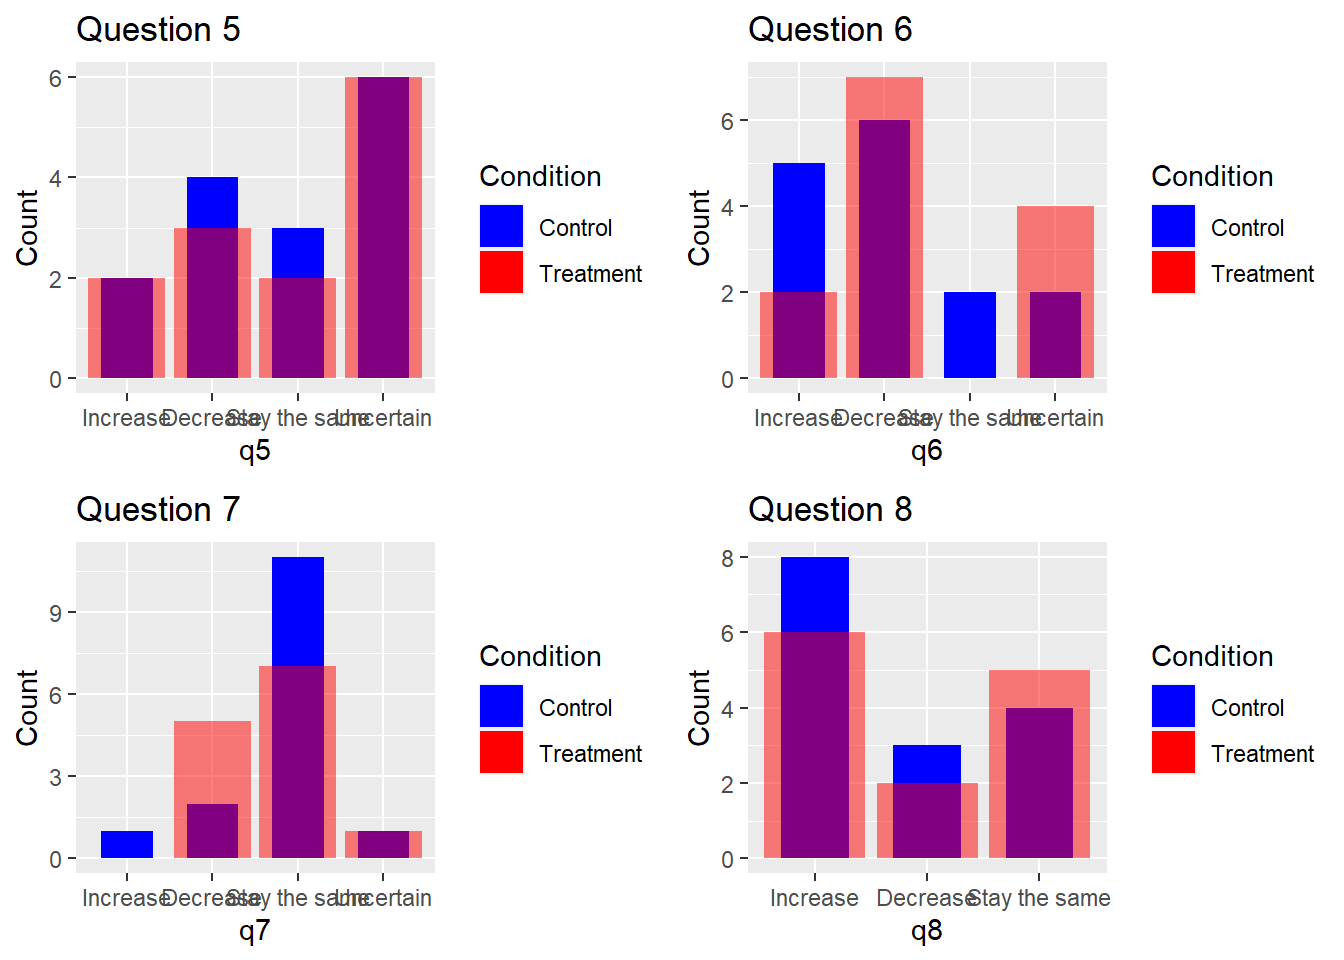 Question 5
6
4
2
0
Count
Increase
Decrease
Stay the same
Uncertain
q5
Condition
Control
Treatment
Question 6
6
4
2
0
Count
Increase
Decrease
Stay the same
Uncertain
q6
Condition
Control
Treatment
Question 7
9
6
3
0
Count
Increase
Decrease
Stay the same
Uncertain
q7
Condition
Control
Treatment
Question 8
8
6
4
2
0
Count
Increase
Decrease
Stay the same
q8
Condition
Control
Treatment